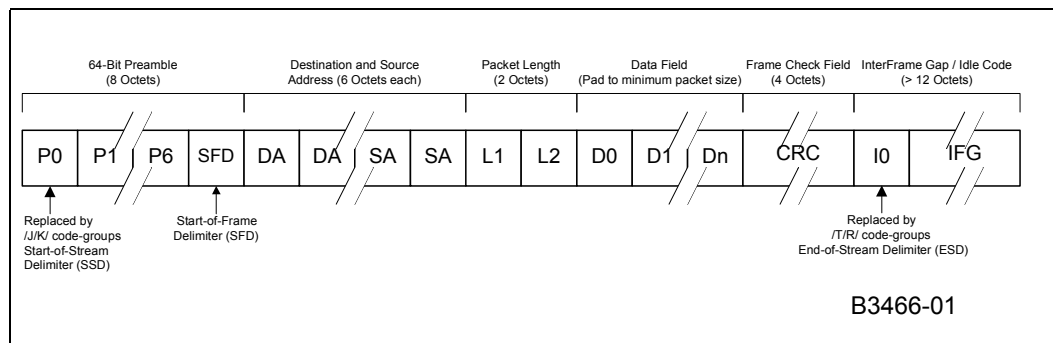 64-Bit Preamble
(8 Octets)
Destination and Source
Address (6 Octets each)
Packet Length
(2 Octets)
Data Field
(Pad to minimum packet size)
Frame Check Field
(4 Octets)
InterFrame Gap / Idle Code
(> 12 Octets)
P0 P1 P6 SFD DA DA SA SA L1 L2 D0 D1 Dn CRC I0 IFG
Replaced by
/J/K/ code-groups
Start-of-Stream
Delimiter (SSD)
Start-of-Frame
Delimiter (SFD)
Replaced by
/T/R/ code-groups
End-of-Stream Delimiter (ESD)
B3466-01